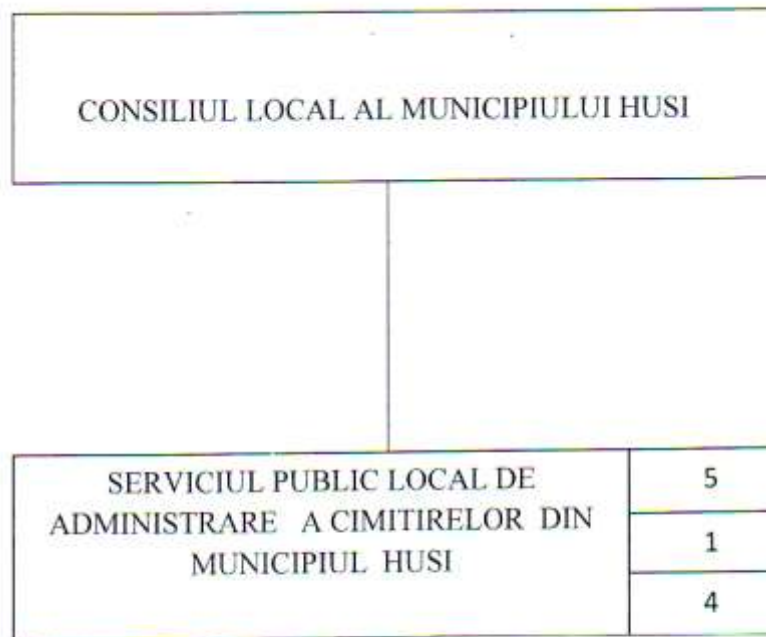 CONSILIUL LOCAL AL MUNICIPIULUI HUSI
SERVICIUL PUBLIC LOCAL DE
ADMINISTRARE A CIMITIRELOR DIN
MUNICIPIUL HUSI
5
1
4